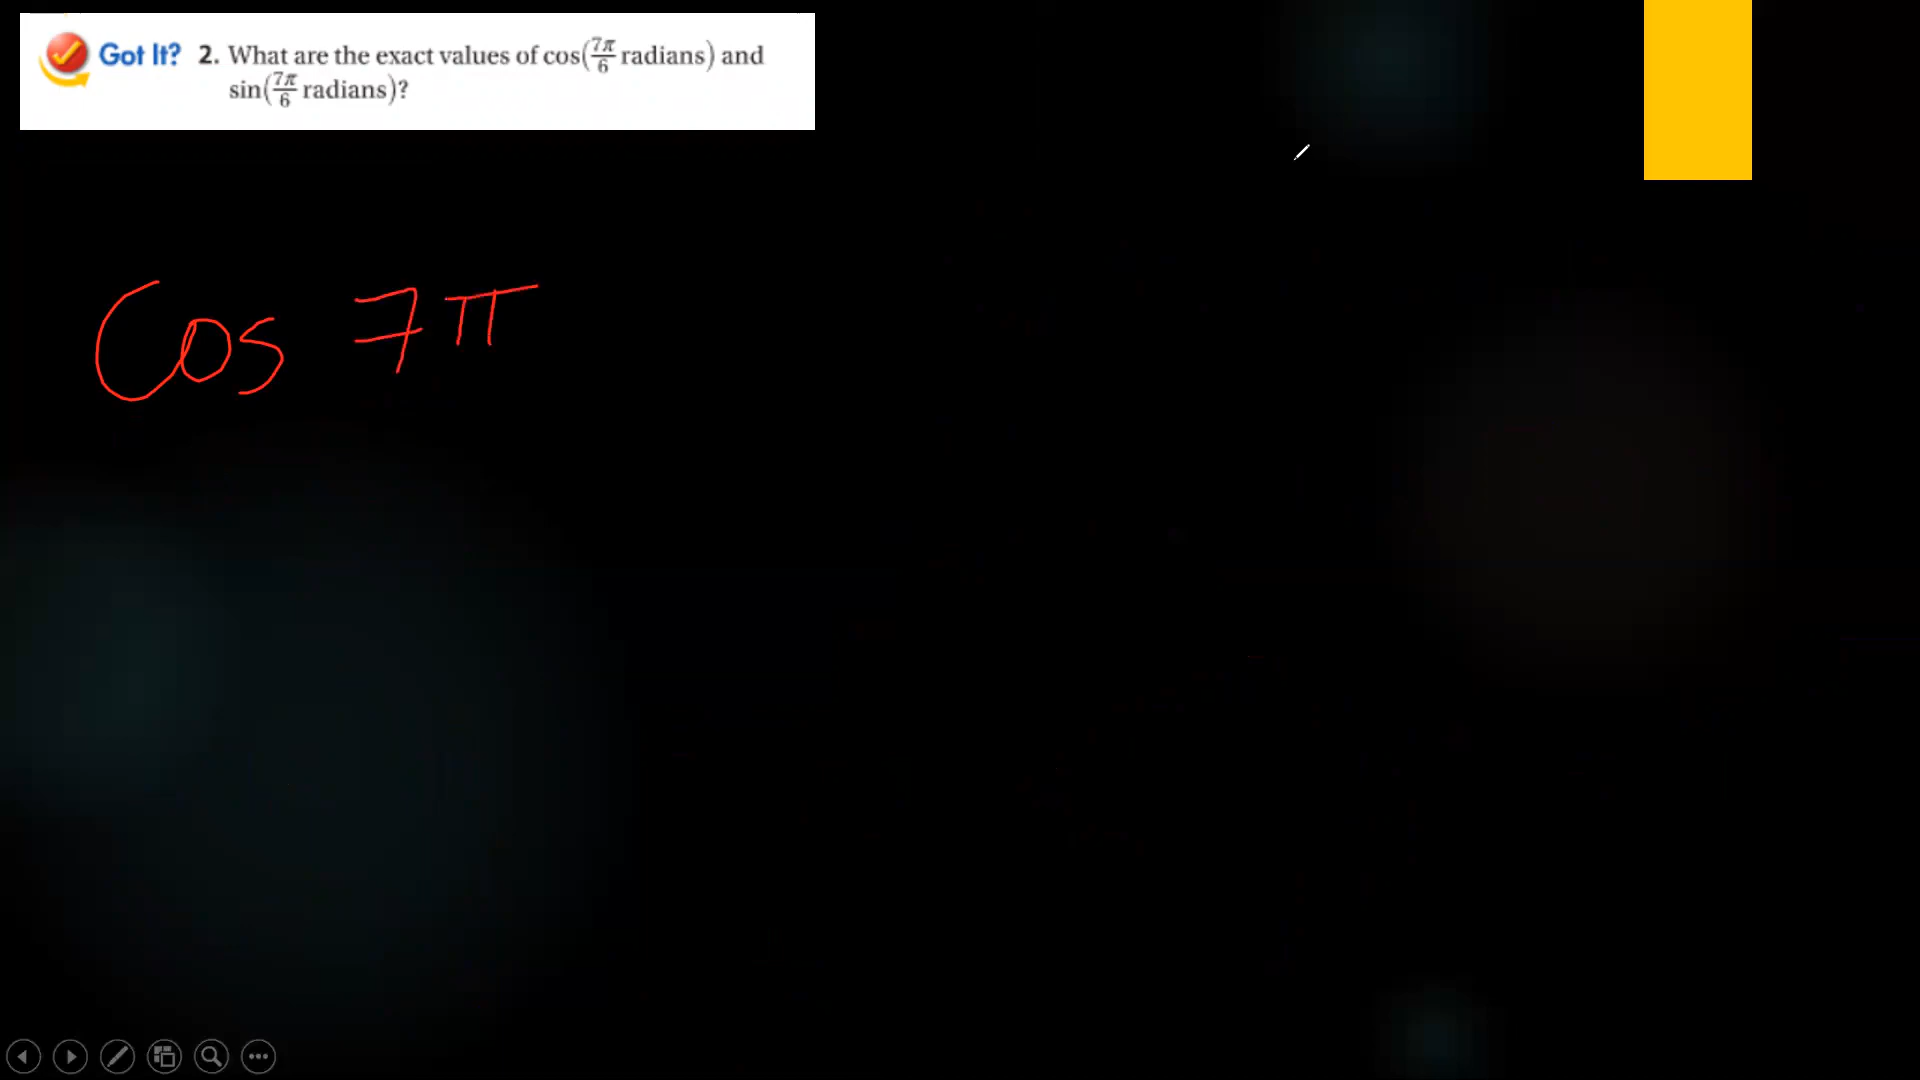 Got It? 2. What are the exact values of cos(7π/6 radians) and
sin(7π/6 radians)?
Cos 7π